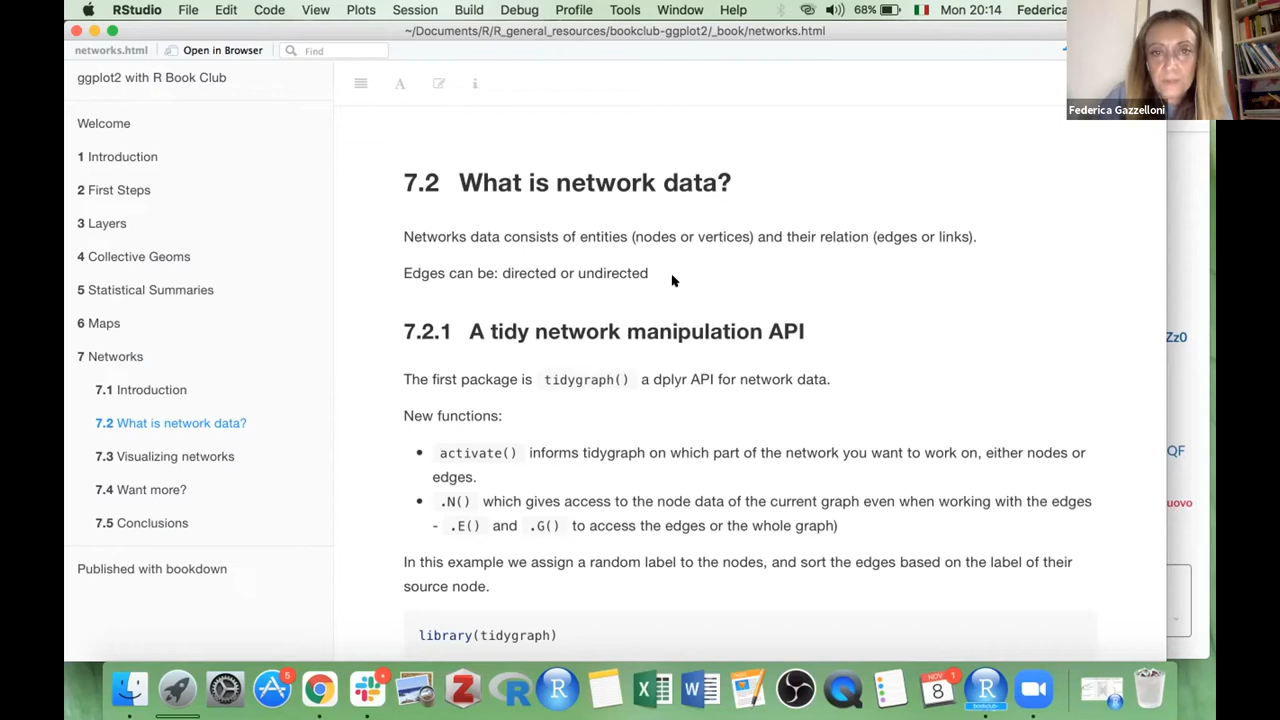 RStudio File Edit Code View Plots Session Build Debug Profile Tools Window Help 68% Mon 20:14 Federica
~/Documents/R/R_general_resources/bookclub-ggplot2/_book/networks.html
networks.html Open in Browser Find
Federica Gazzelloni
ggplot2 with R Book Club
Welcome
1 Introduction
2 First Steps
3 Layers
4 Collective Geoms
5 Statistical Summaries
6 Maps
7 Networks
7.1 Introduction
7.2 What is network data?
7.3 Visualizing networks
7.4 Want more?
7.5 Conclusions
Published with bookdown
7.2 What is network data?
Networks data consists of entities (nodes or vertices) and their relation (edges or links).
Edges can be: directed or undirected
7.2.1 A tidy network manipulation API
The first package is tidygraph() a dplyr API for network data.
New functions:
• activate() informs tidygraph on which part of the network you want to work on, either nodes or
edges.
• .N() which gives access to the node data of the current graph even when working with the edges
- .E() and .G() to access the edges or the whole graph)
In this example we assign a random label to the nodes, and sort the edges based on the label of their
source node.
library(tidygraph)
Zz0
QF
uovo
5
NOV
8
1
bookclub-